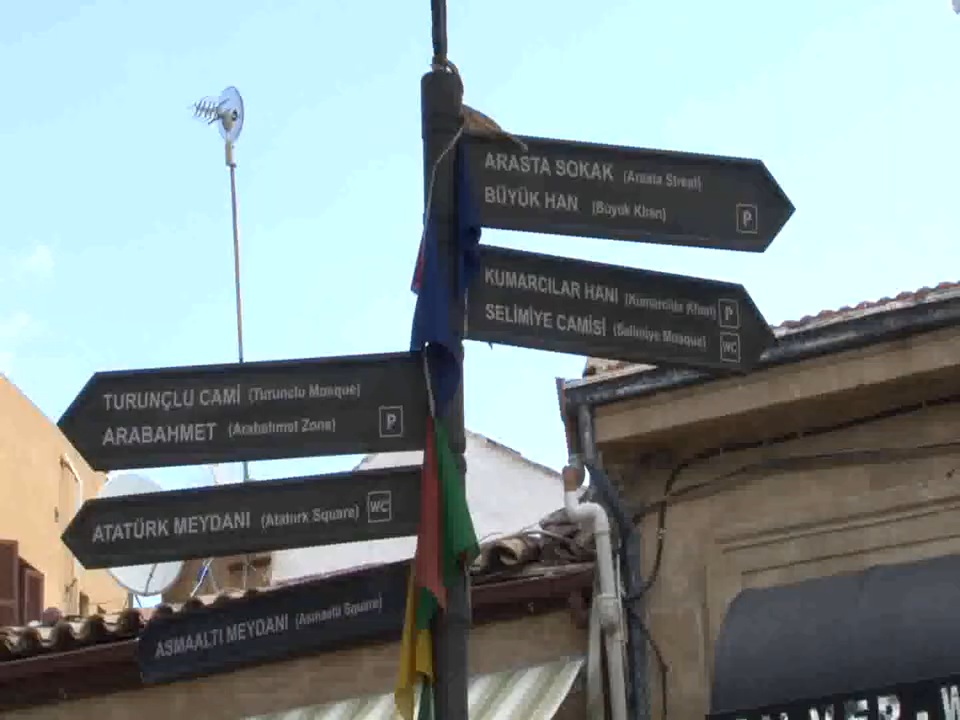 ARASTA SOKAK (Arasta Street)
BÜYÜK HAN (Büyük Khan)
P
KUMARCILAR HANI (Kumarcılar Khan)
P
SELİMİYE CAMİSİ (Selimiye Mosque)
WC
TURUNÇLU CAMİ (Turunclu Mosque)
ARABAHMET (Arabahmet Zone)
P
ATATÜRK MEYDANI (Ataturk Square)
WC
ASMAALTI MEYDANI (Asmaaltı Square)